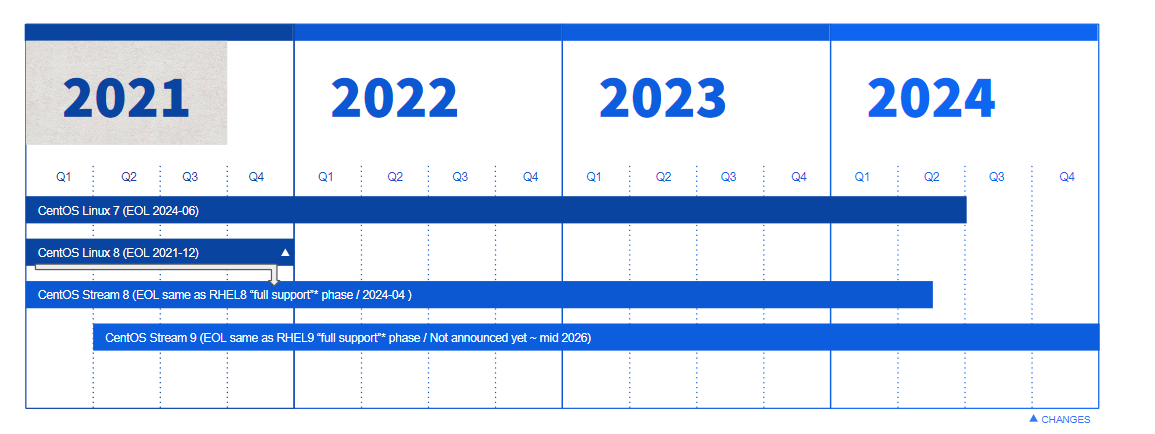 2021 2022 2023 2024
Q1 Q2 Q3 Q4 Q1 Q2 Q3 Q4 Q1 Q2 Q3 Q4 Q1 Q2 Q3 Q4
CentOS Linux 7 (EOL 2024-06)
CentOS Linux 8 (EOL 2021-12) ▲
CentOS Stream 8 (EOL same as RHEL8 "full support"* phase / 2024-04 )
CentOS Stream 9 (EOL same as RHEL9 "full support"* phase / Not announced yet ~ mid 2026)
▲ CHANGES